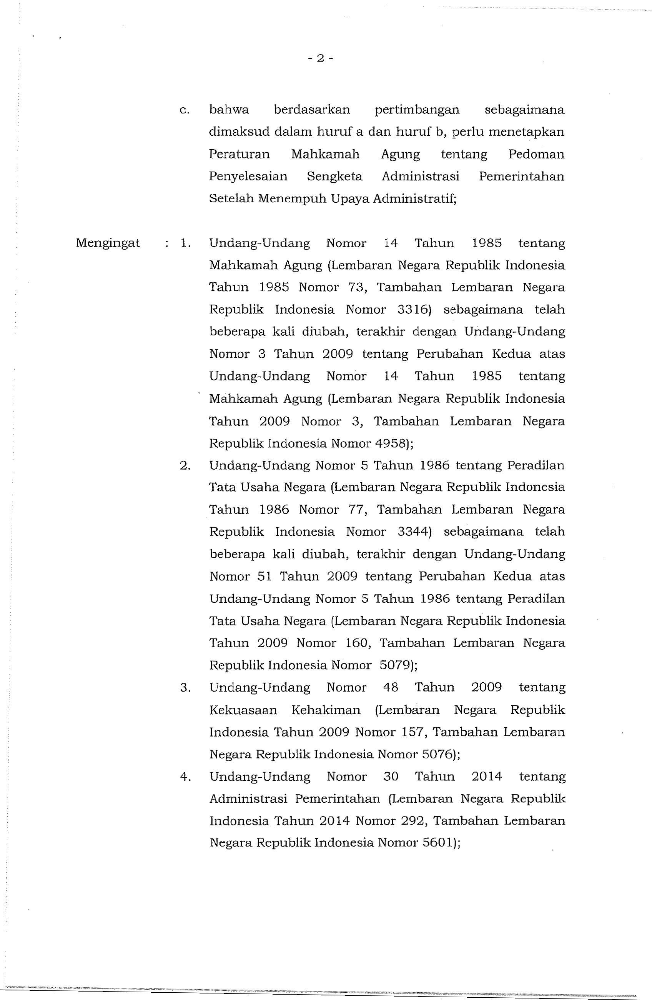 - 2 -
c. bahwa berdasarkan pertimbangan sebagaimana
dimaksud dalam huruf a dan huruf b, perlu menetapkan
Peraturan Mahkamah Agung tentang Pedoman
Penyelesaian Sengketa Administrasi Pemerintahan
Setelah Menempuh Upaya Administratif;
Mengingat : 1. Undang-Undang Nomor 14 Tahun 1985 tentang
Mahkamah Agung (Lembaran Negara Republik Indonesia
Tahun 1985 Nomor 73, Tambahan Lembaran Negara
Republik Indonesia Nomor 3316) sebagaimana telah
beberapa kali diubah, terakhir dengan Undang-Undang
Nomor 3 Tahun 2009 tentang Perubahan Kedua atas
Undang-Undang Nomor 14 Tahun 1985 tentang
Mahkamah Agung (Lembaran Negara Republik Indonesia
Tahun 2009 Nomor 3, Tambahan Lembaran Negara
Republik Indonesia Nomor 4958);
2. Undang-Undang Nomor 5 Tahun 1986 tentang Peradilan
Tata Usaha Negara (Lembaran Negara Republik Indonesia
Tahun 1986 Nomor 77, Tambahan Lembaran Negara
Republik Indonesia Nomor 3344) sebagaimana telah
beberapa kali diubah, terakhir dengan Undang-Undang
Nomor 51 Tahun 2009 tentang Perubahan Kedua atas
Undang-Undang Nomor 5 Tahun 1986 tentang Peradilan
Tata Usaha Negara (Lembaran Negara Republik Indonesia
Tahun 2009 Nomor 160, Tambahan Lembaran Negara
Republik Indonesia Nomor 5079);
3. Undang-Undang Nomor 48 Tahun 2009 tentang
Kekuasaan Kehakiman (Lembaran Negara Republik
Indonesia Tahun 2009 Nomor 157, Tambahan Lembaran
Negara Republik Indonesia Nomor 5076);
4. Undang-Undang Nomor 30 Tahun 2014 tentang
Administrasi Pemerintahan (Lembaran Negara Republik
Indonesia Tahun 2014 Nomor 292, Tambahan Lembaran
Negara Republik Indonesia Nomor 5601);